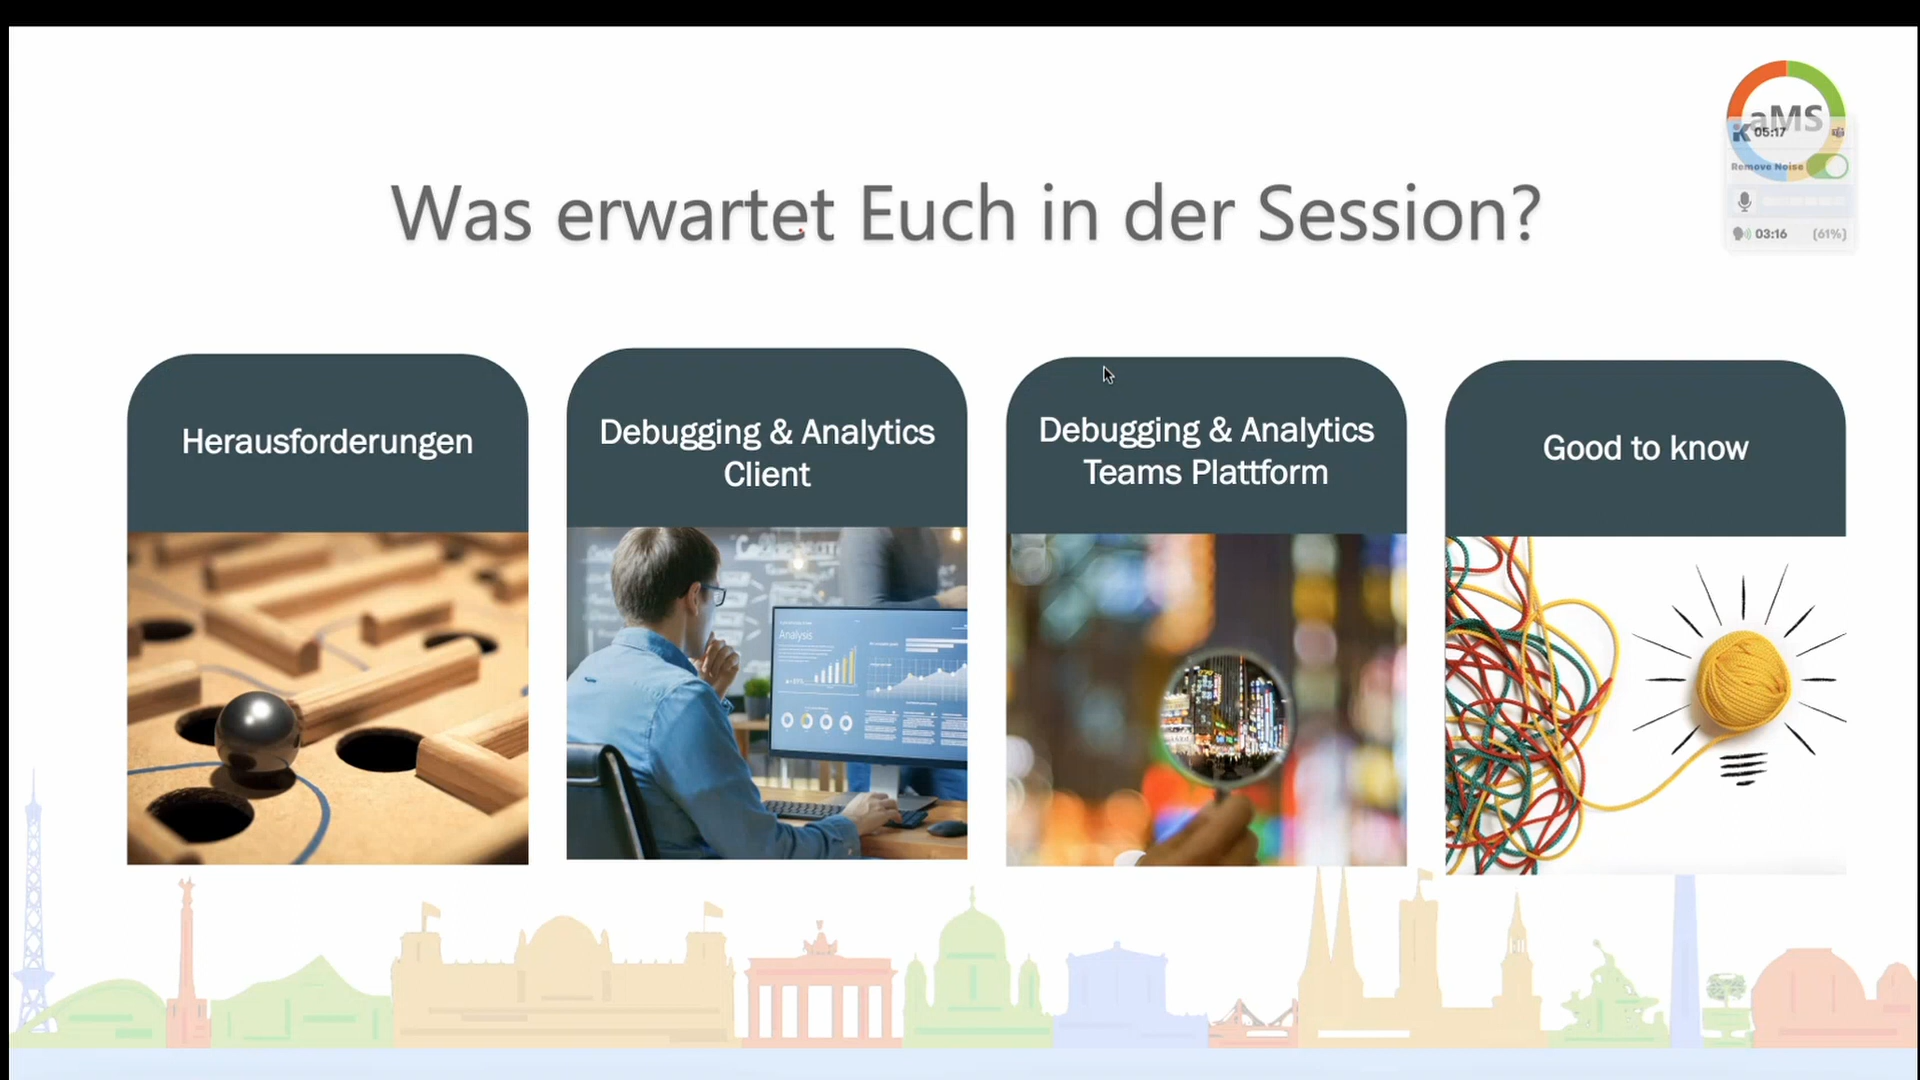 aMS
05:17
Remove Noise
03:16 (61%)
Was erwartet Euch in der Session?
Herausforderungen
Debugging & Analytics
Client
Debugging & Analytics
Teams Plattform
Good to know
Analysis